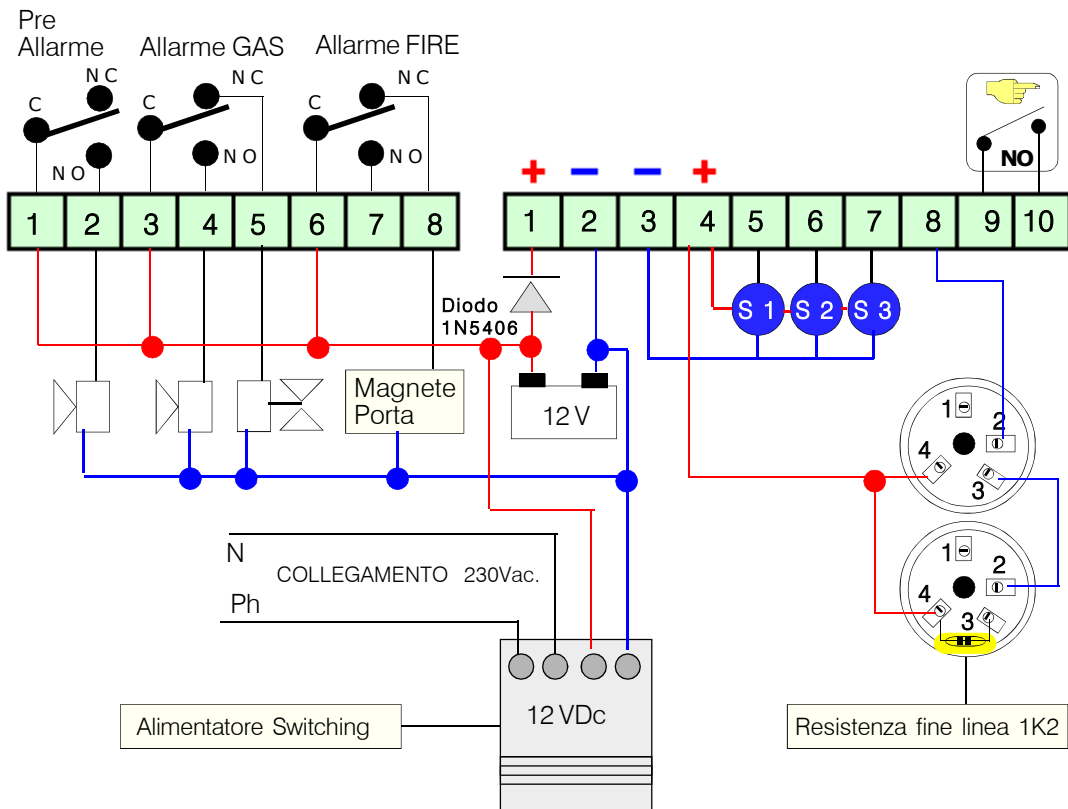 Pre
Allarme
Allarme GAS
Allarme FIRE
N C
N C
N C
C
C
C
N O
N O
N O
NO
+ − − +
1 2 3 4 5 6 7 8
1 2 3 4 5 6 7 8 9 10
Diodo
1N5406
S 1
S 2
S 3
Magnete
Porta
12 V
1
2
3
4
1
2
3
4
N
COLLEGAMENTO 230Vac.
Ph
12 VDc
Alimentatore Switching
Resistenza fine linea 1K2